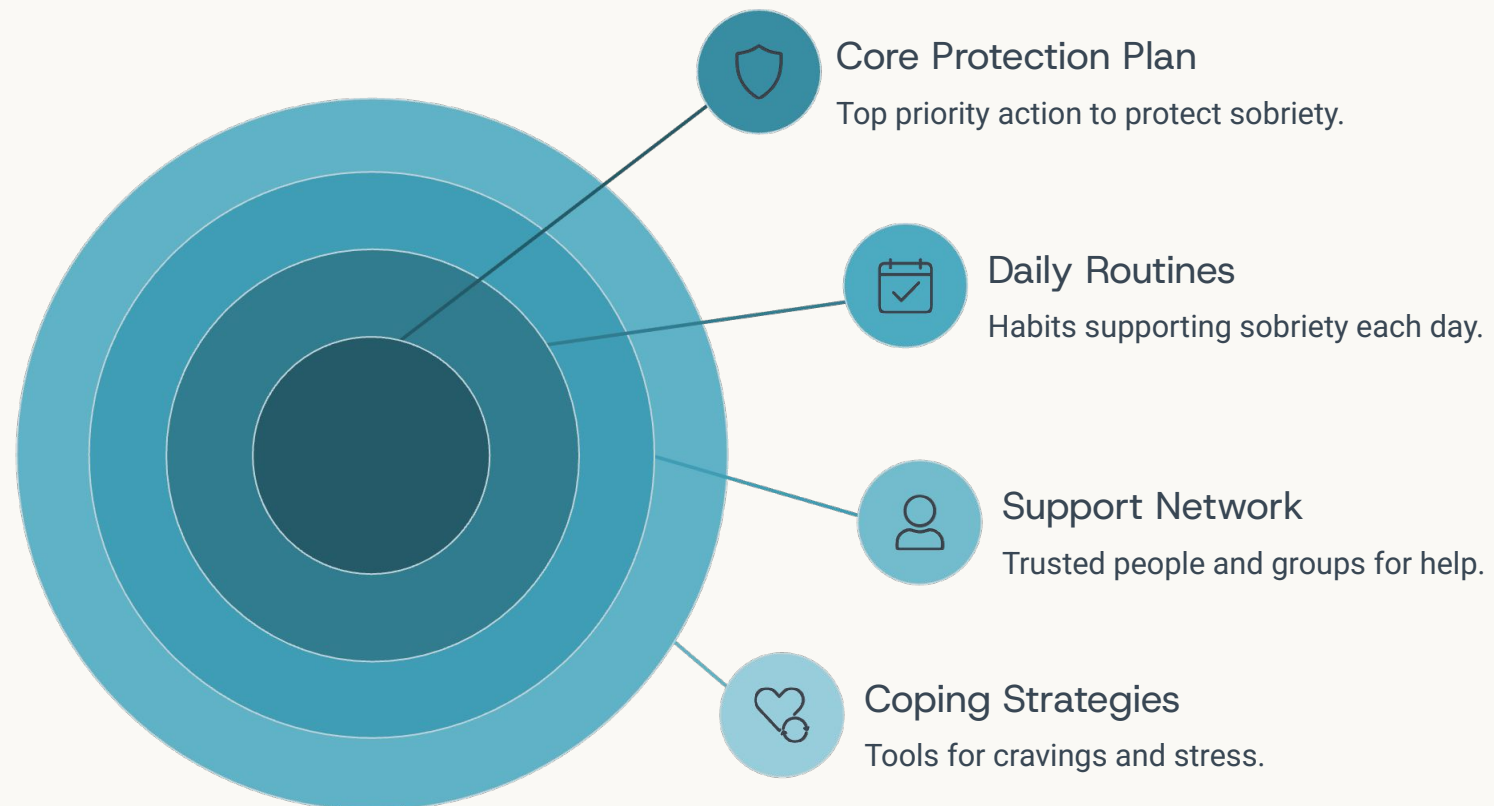 Core Protection Plan
Top priority action to protect sobriety.
Daily Routines
Habits supporting sobriety each day.
Support Network
Trusted people and groups for help.
Coping Strategies
Tools for cravings and stress.